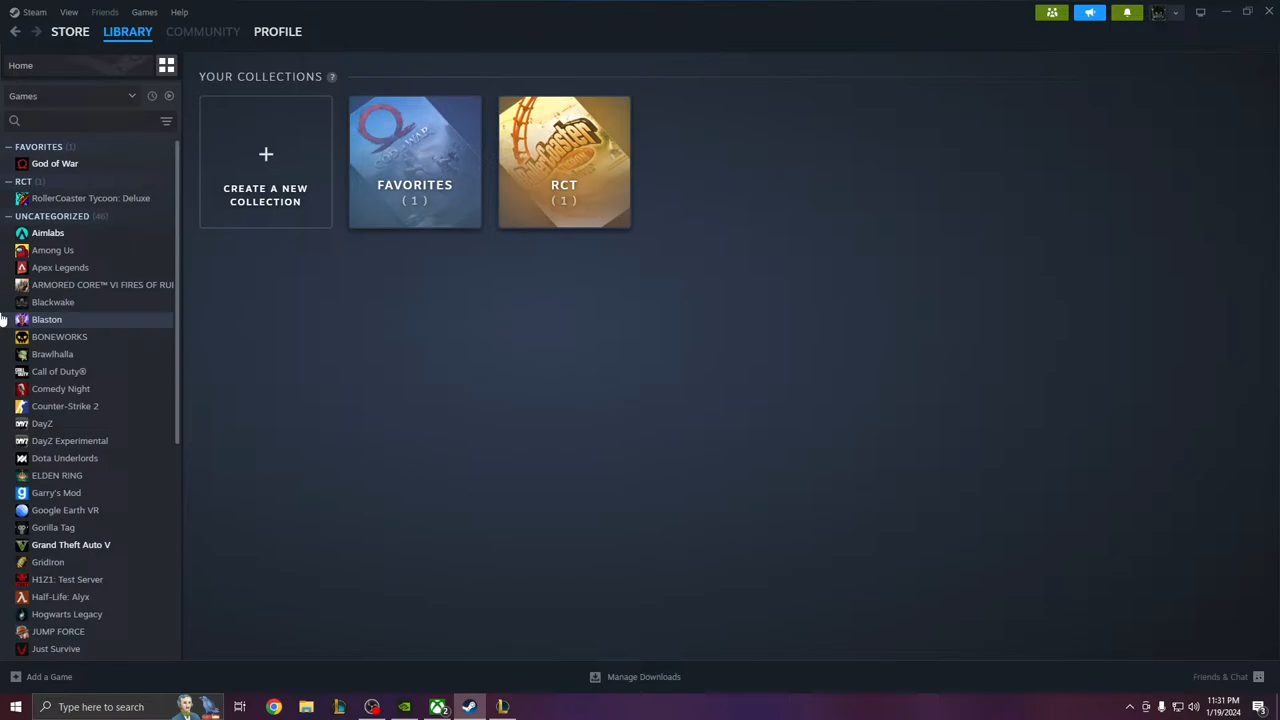 Steam View Friends Games Help
STORE LIBRARY COMMUNITY PROFILE
Home
YOUR COLLECTIONS ?
Games
CREATE A NEW
COLLECTION
FAVORITES
( 1 )
RCT
( 1 )
FAVORITES (1)
God of War
RCT (1)
RollerCoaster Tycoon: Deluxe
UNCATEGORIZED (46)
Aimlabs
Among Us
Apex Legends
ARMORED CORE™ VI FIRES OF RUI
Blackwake
Blaston
BONEWORKS
Brawlhalla
Call of Duty®
Comedy Night
Counter-Strike 2
DayZ
DayZ Experimental
Dota Underlords
ELDEN RING
Garry's Mod
Google Earth VR
Gorilla Tag
Grand Theft Auto V
GridIron
H1Z1: Test Server
Half-Life: Alyx
Hogwarts Legacy
JUMP FORCE
Just Survive
Add a Game
Manage Downloads
Friends & Chat
Type here to search
2
11:31 PM
1/19/2024
3